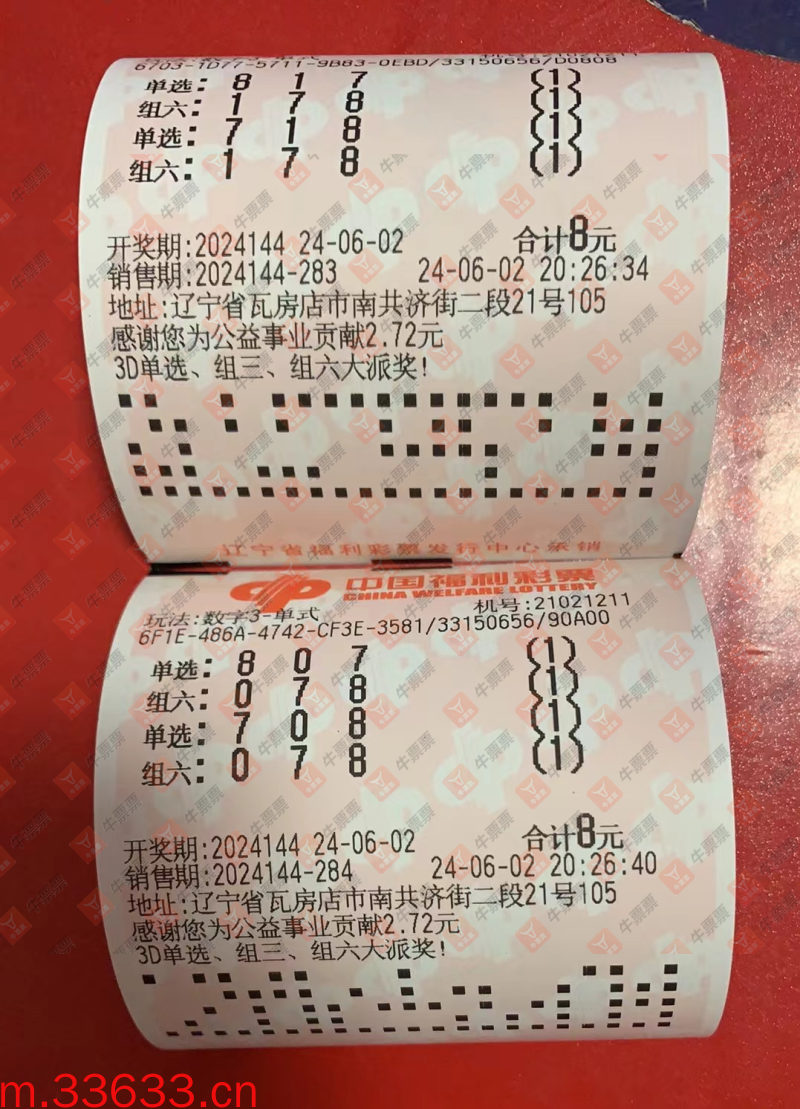 6703-1D77-5711-9B83-0EBD/33150656/D0808
单选: 8 1 7 (1)
组六: 1 7 8 (1)
单选: 7 1 8 (1)
组六: 1 7 8 (1)
开奖期:2024144 24-06-02 合计8元
销售期:2024144-283 24-06-02 20:26:34
地址:辽宁省瓦房店市南共济街二段21号105
感谢您为公益事业贡献2.72元
3D单选、组三、组六大派奖!
辽宁省福利彩票发行中心承销
中国福利彩票
CHINA WELFARE LOTTERY
玩法:数字3-单式 机号:21021211
6F1E-486A-4742-CF3E-3581/33150656/90A00
单选: 8 0 7 (1)
组六: 0 7 8 (1)
单选: 7 0 8 (1)
组六: 0 7 8 (1)
开奖期:2024144 24-06-02 合计8元
销售期:2024144-284 24-06-02 20:26:40
地址:辽宁省瓦房店市南共济街二段21号105
感谢您为公益事业贡献2.72元
3D单选、组三、组六大派奖!
m.33633.cn
牛票票